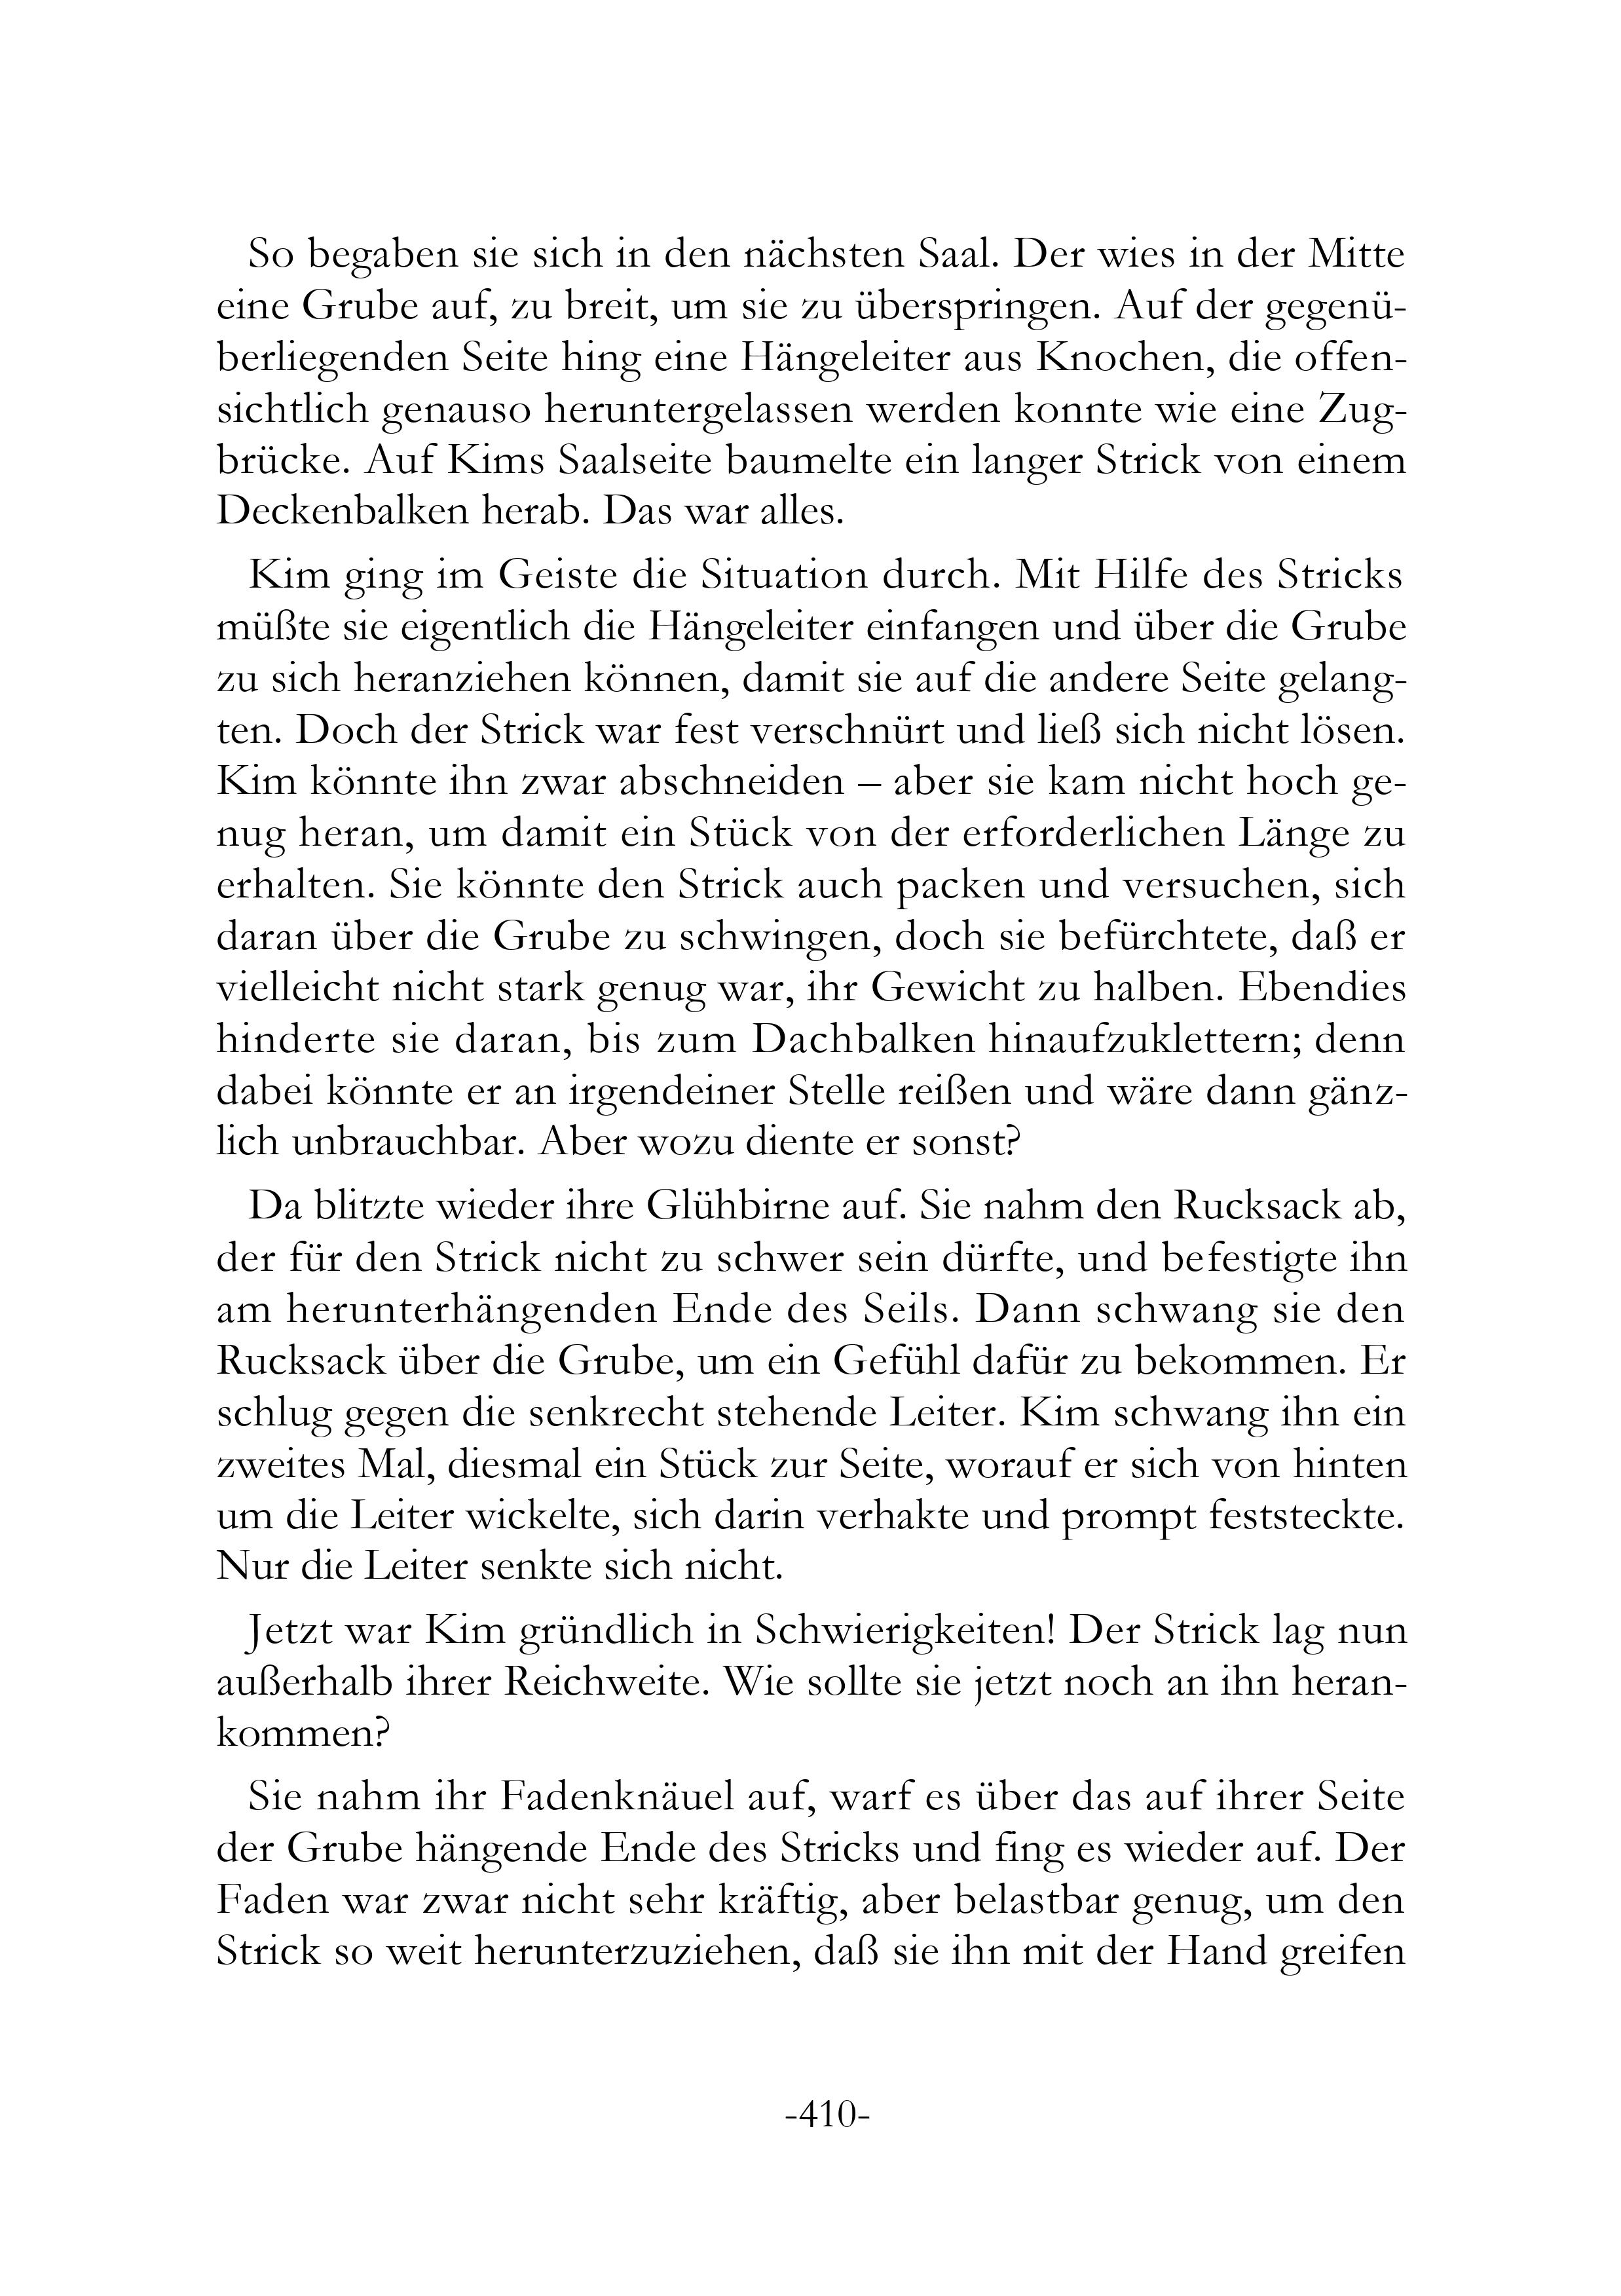 So begaben sie sich in den nächsten Saal. Der wies in der Mitte
eine Grube auf, zu breit, um sie zu überspringen. Auf der gegenü-
berliegenden Seite hing eine Hängeleiter aus Knochen, die offen-
sichtlich genauso heruntergelassen werden konnte wie eine Zug-
brücke. Auf Kims Saalseite baumelte ein langer Strick von einem
Deckenbalken herab. Das war alles.
Kim ging im Geiste die Situation durch. Mit Hilfe des Stricks
müßte sie eigentlich die Hängeleiter einfangen und über die Grube
zu sich heranziehen können, damit sie auf die andere Seite gelang-
ten. Doch der Strick war fest verschnürt und ließ sich nicht lösen.
Kim könnte ihn zwar abschneiden – aber sie kam nicht hoch ge-
nug heran, um damit ein Stück von der erforderlichen Länge zu
erhalten. Sie könnte den Strick auch packen und versuchen, sich
daran über die Grube zu schwingen, doch sie befürchtete, daß er
vielleicht nicht stark genug war, ihr Gewicht zu halben. Ebendies
hinderte sie daran, bis zum Dachbalken hinaufzuklettern; denn
dabei könnte er an irgendeiner Stelle reißen und wäre dann gänz-
lich unbrauchbar. Aber wozu diente er sonst?
Da blitzte wieder ihre Glühbirne auf. Sie nahm den Rucksack ab,
der für den Strick nicht zu schwer sein dürfte, und befestigte ihn
am herunterhängenden Ende des Seils. Dann schwang sie den
Rucksack über die Grube, um ein Gefühl dafür zu bekommen. Er
schlug gegen die senkrecht stehende Leiter. Kim schwang ihn ein
zweites Mal, diesmal ein Stück zur Seite, worauf er sich von hinten
um die Leiter wickelte, sich darin verhakte und prompt feststeckte.
Nur die Leiter senkte sich nicht.
Jetzt war Kim gründlich in Schwierigkeiten! Der Strick lag nun
außerhalb ihrer Reichweite. Wie sollte sie jetzt noch an ihn heran-
kommen?
Sie nahm ihr Fadenknäuel auf, warf es über das auf ihrer Seite
der Grube hängende Ende des Stricks und fing es wieder auf. Der
Faden war zwar nicht sehr kräftig, aber belastbar genug, um den
Strick so weit herunterzuziehen, daß sie ihn mit der Hand greifen
-410-